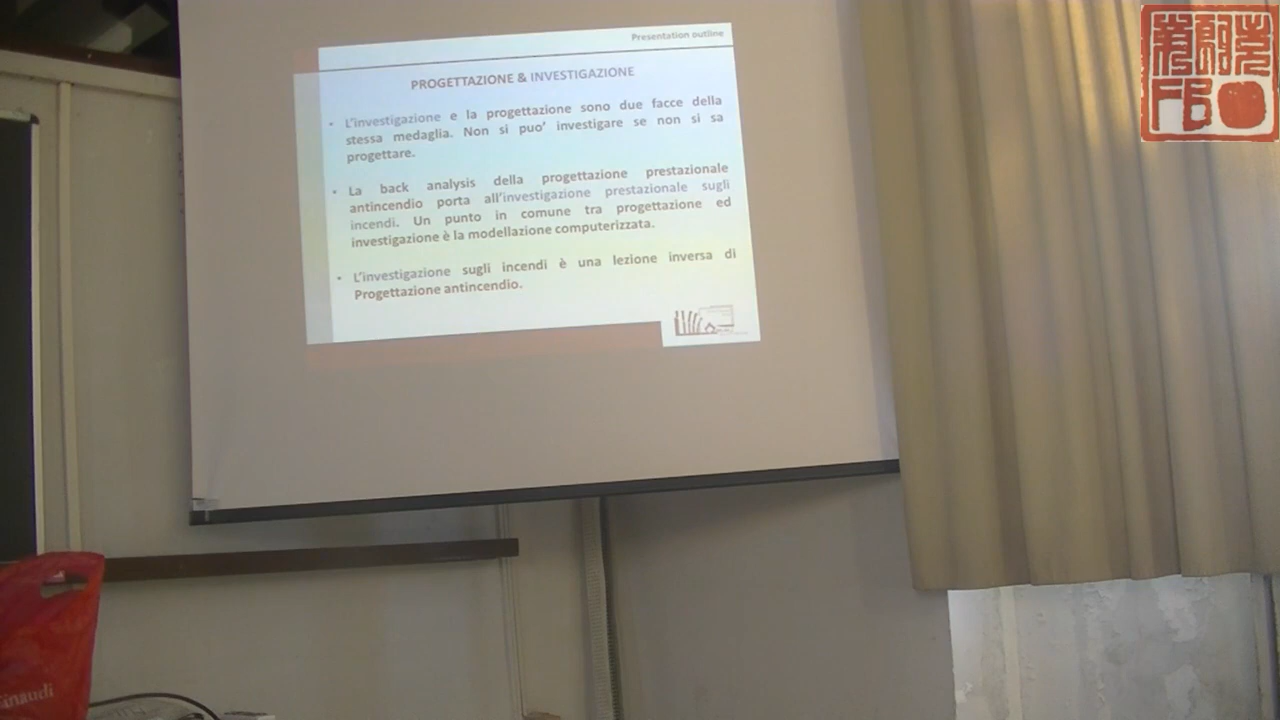 Presentation outline
PROGETTAZIONE & INVESTIGAZIONE
• L'investigazione e la progettazione sono due facce della
stessa medaglia. Non si puo' investigare se non si sa
progettare.
• La back analysis della progettazione prestazionale
antincendio porta all'investigazione prestazionale sugli
incendi. Un punto in comune tra progettazione ed
investigazione è la modellazione computerizzata.
• L'investigazione sugli incendi è una lezione inversa di
Progettazione antincendio.
inaudi